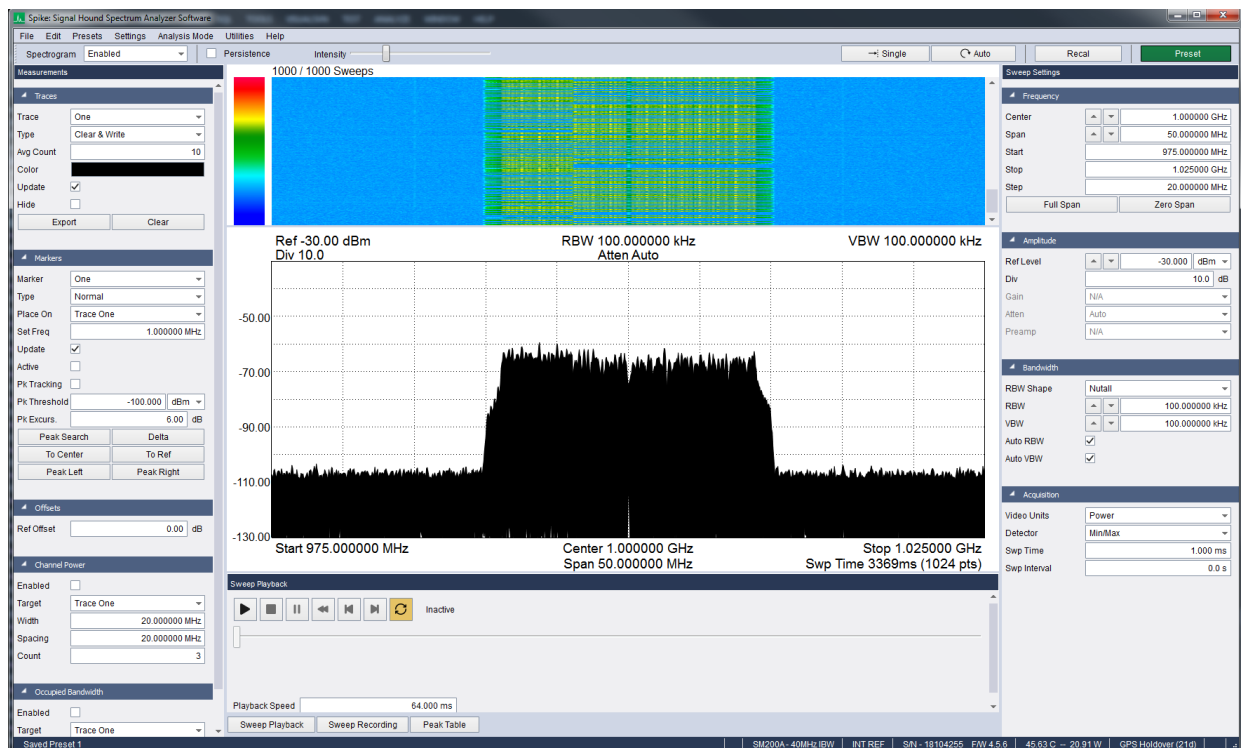 Spike: Signal Hound Spectrum Analyzer Software
File Edit Presets Settings Analysis Mode Utilities Help
Spectrogram Enabled Persistence Intensity Single Auto Recal Preset
Measurements
Traces
Trace One
Type Clear & Write
Avg Count 10
Color
Update
Hide
Export Clear
Markers
Marker One
Type Normal
Place On Trace One
Set Freq 1.000000 MHz
Update
Active
Pk Tracking
Pk Threshold -100.000 dBm
Pk Excurs. 6.00 dB
Peak Search Delta
To Center To Ref
Peak Left Peak Right
Offsets
Ref Offset 0.00 dB
Channel Power
Enabled
Target Trace One
Width 20.000000 MHz
Spacing 20.000000 MHz
Count 3
Occupied Bandwidth
Enabled
Target Trace One
1000 / 1000 Sweeps
Ref -30.00 dBm RBW 100.000000 kHz VBW 100.000000 kHz
Div 10.0 Atten Auto
-50.00
-70.00
-90.00
-110.00
-130.00
Start 975.000000 MHz Center 1.000000 GHz Stop 1.025000 GHz
Span 50.000000 MHz Swp Time 3369ms (1024 pts)
Sweep Playback
Inactive
Playback Speed 64.000 ms
Sweep Playback Sweep Recording Peak Table
Sweep Settings
Frequency
Center 1.000000 GHz
Span 50.000000 MHz
Start 975.000000 MHz
Stop 1.025000 GHz
Step 20.000000 MHz
Full Span Zero Span
Amplitude
Ref Level -30.000 dBm
Div 10.0 dB
Gain N/A
Atten Auto
Preamp N/A
Bandwidth
RBW Shape Nutall
RBW 100.000000 kHz
VBW 100.000000 kHz
Auto RBW
Auto VBW
Acquisition
Video Units Power
Detector Min/Max
Swp Time 1.000 ms
Swp Interval 0.0 s
Saved Preset 1 SM200A - 40MHz IBW INT REF S/N - 18104255 F/W 4.5.6 45.63 C -- 20.91 W GPS Holdover (21d)